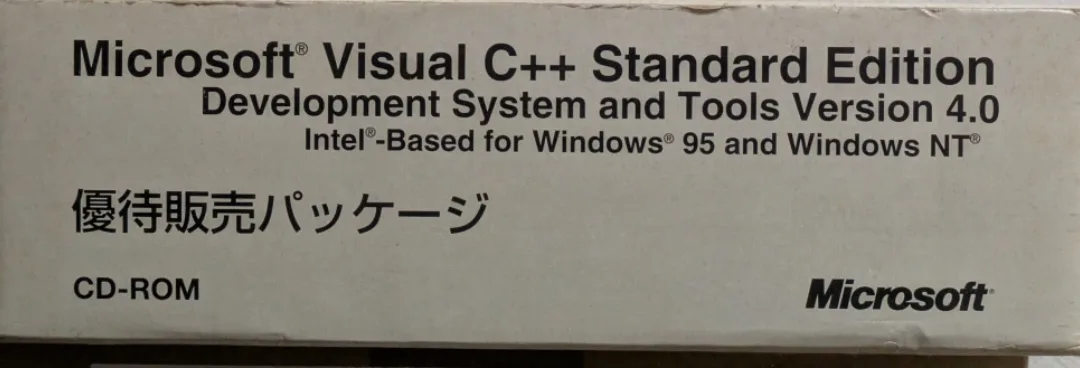 Microsoft® Visual C++ Standard Edition
Development System and Tools Version 4.0
Intel®-Based for Windows® 95 and Windows NT®
優待販売パッケージ
CD-ROM
Microsoft®